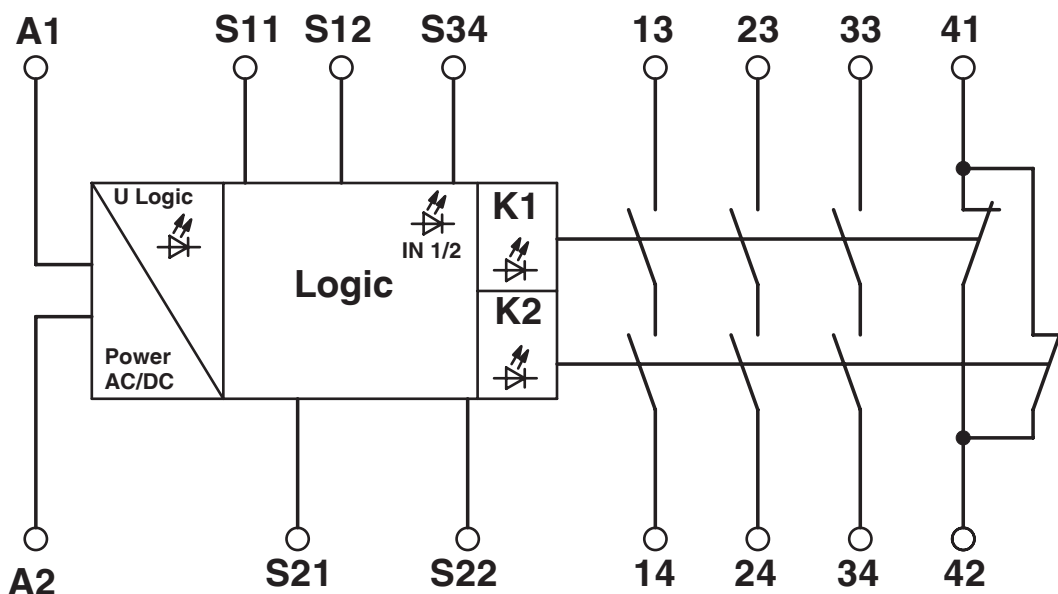 A1 S11 S12 S34 13 23 33 41
U Logic
K1
IN 1/2
Logic
K2
Power
AC/DC
A2 S21 S22 14 24 34 42